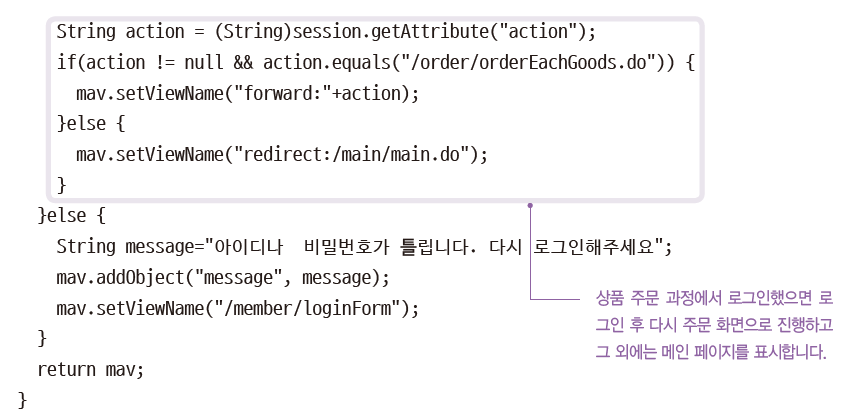 String action = (String)session.getAttribute("action");
if(action != null && action.equals("/order/orderEachGoods.do")) {
mav.setViewName("forward:"+action);
}else {
mav.setViewName("redirect:/main/main.do");
}
}else {
String message="아이디나  비밀번호가 틀립니다. 다시 로그인해주세요";
mav.addObject("message", message);
mav.setViewName("/member/loginForm");
}
return mav;
}
상품 주문 과정에서 로그인했으면 로
그인 후 다시 주문 화면으로 진행하고
그 외에는 메인 페이지를 표시합니다.